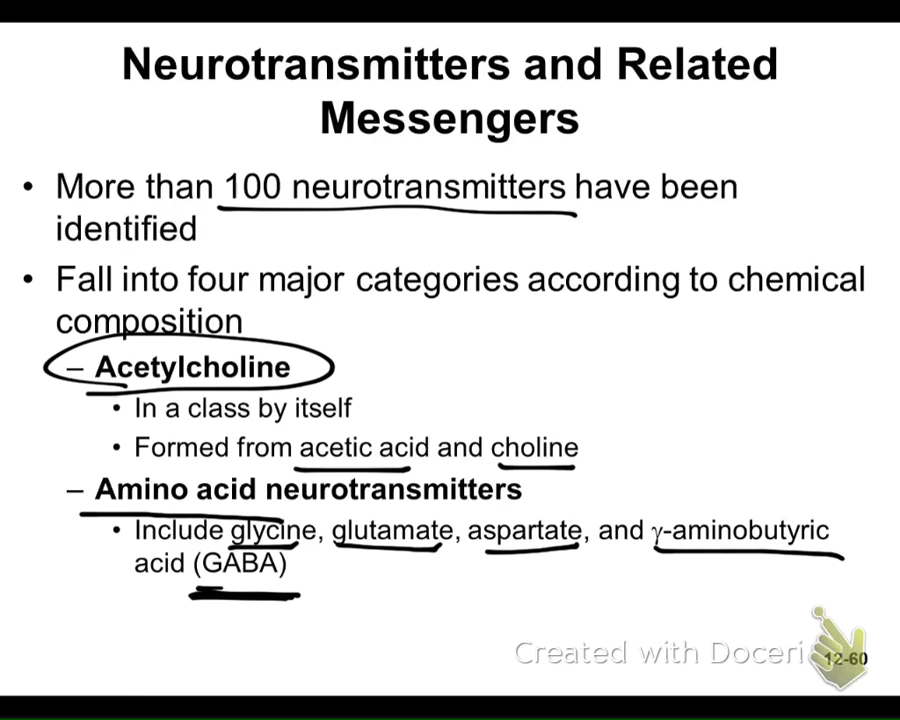 Neurotransmitters and Related
Messengers
• More than 100 neurotransmitters have been
identified
• Fall into four major categories according to chemical
composition
– Acetylcholine
• In a class by itself
• Formed from acetic acid and choline
– Amino acid neurotransmitters
• Include glycine, glutamate, aspartate, and γ-aminobutyric
acid (GABA)
Created with Doceri
12-60